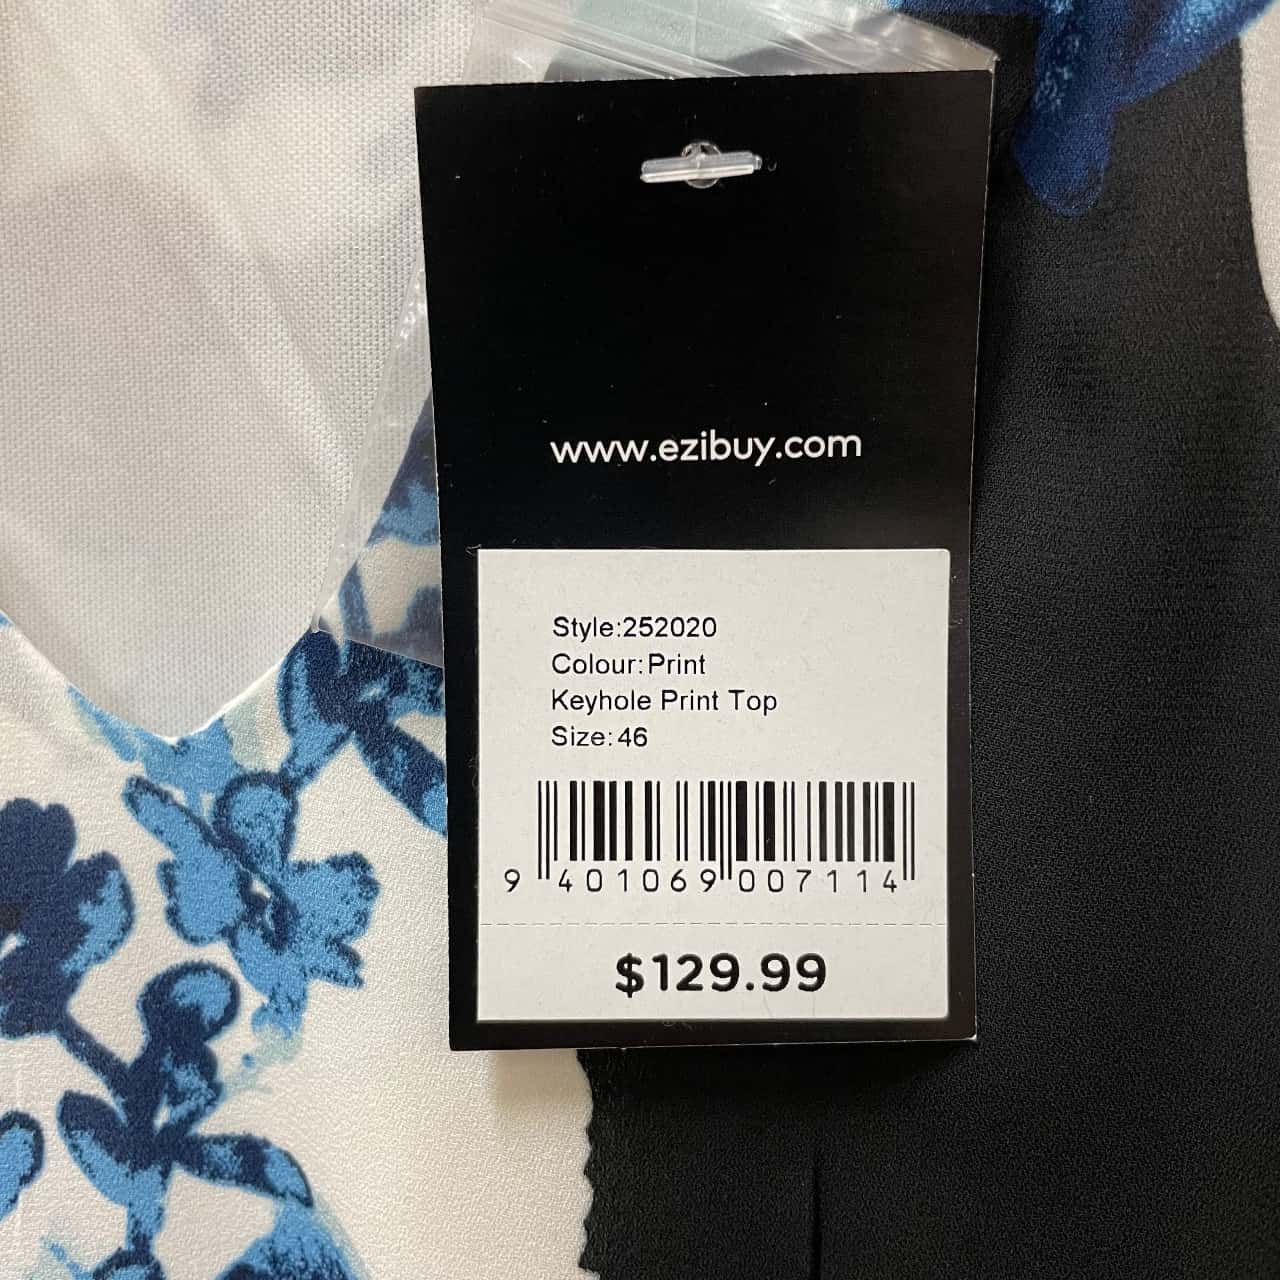 www.ezibuy.com
Style:252020
Colour:Print
Keyhole Print Top
Size:46
9 401069 007114
$129.99